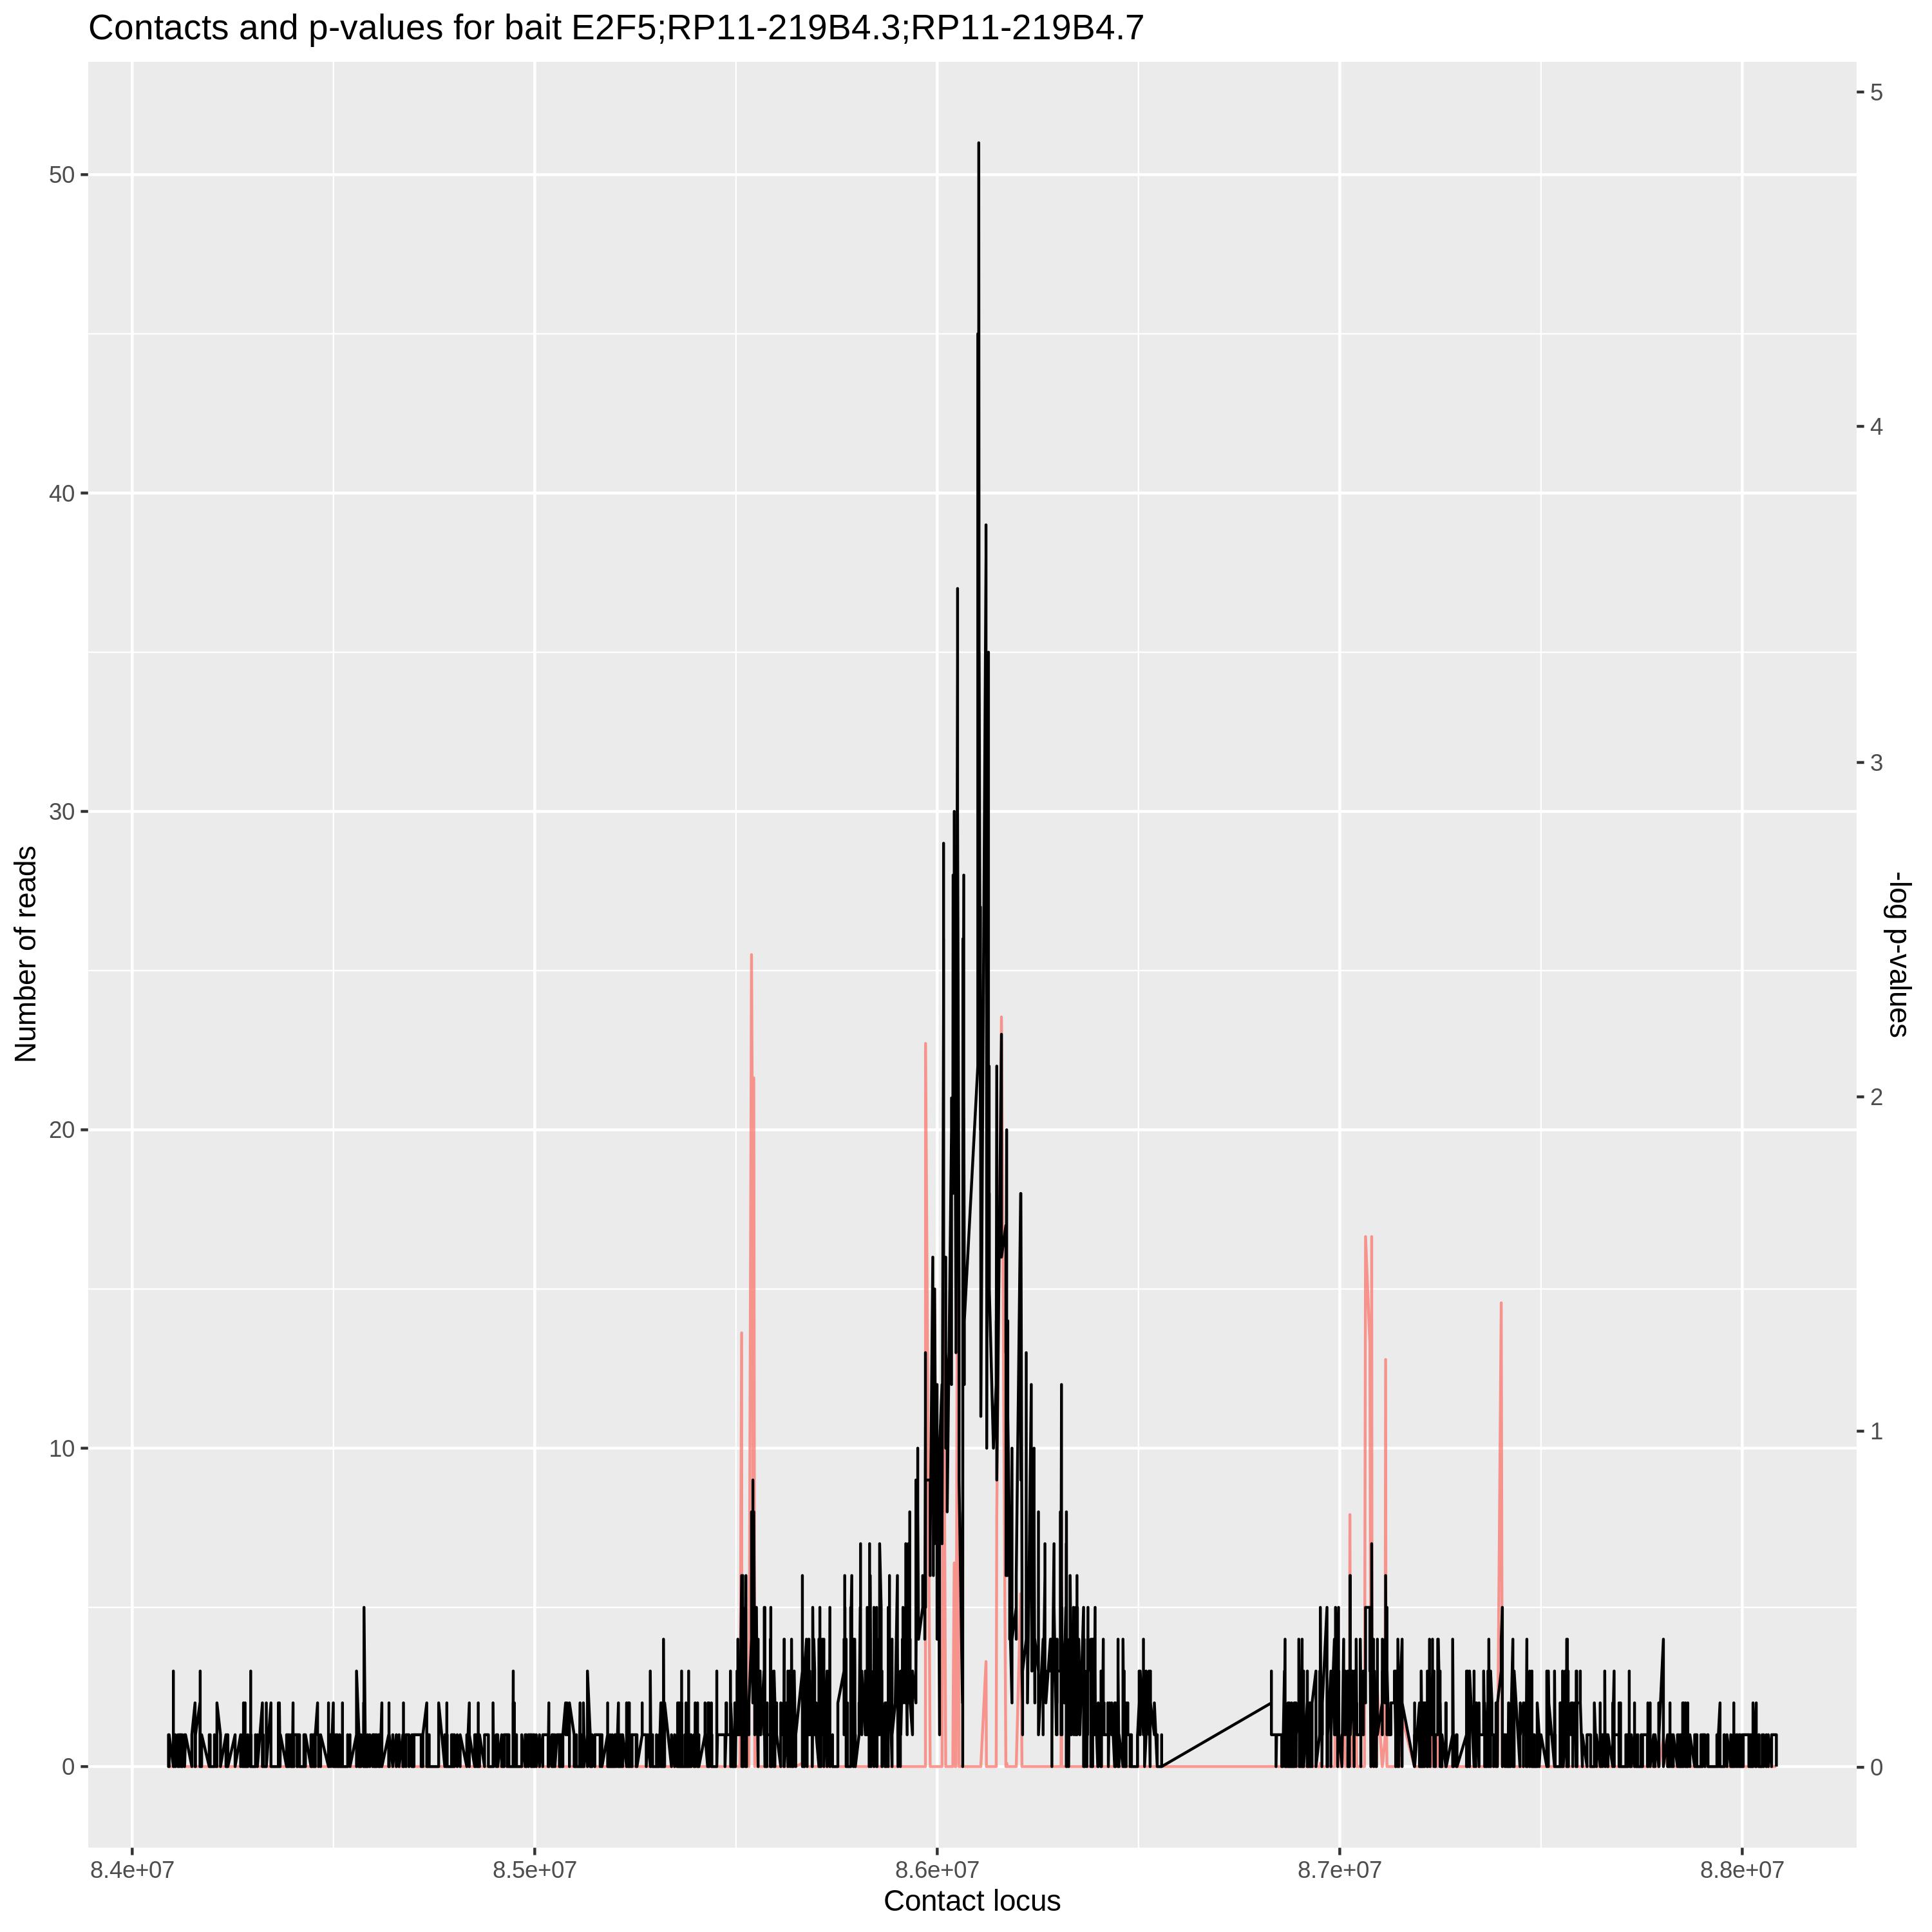 Contacts and p-values for bait E2F5;RP11-219B4.3;RP11-219B4.7
50
40
30
20
10
0
Number of reads
5
4
3
2
1
0
-log p-values
8.4e+07 8.5e+07 8.6e+07 8.7e+07 8.8e+07
Contact locus